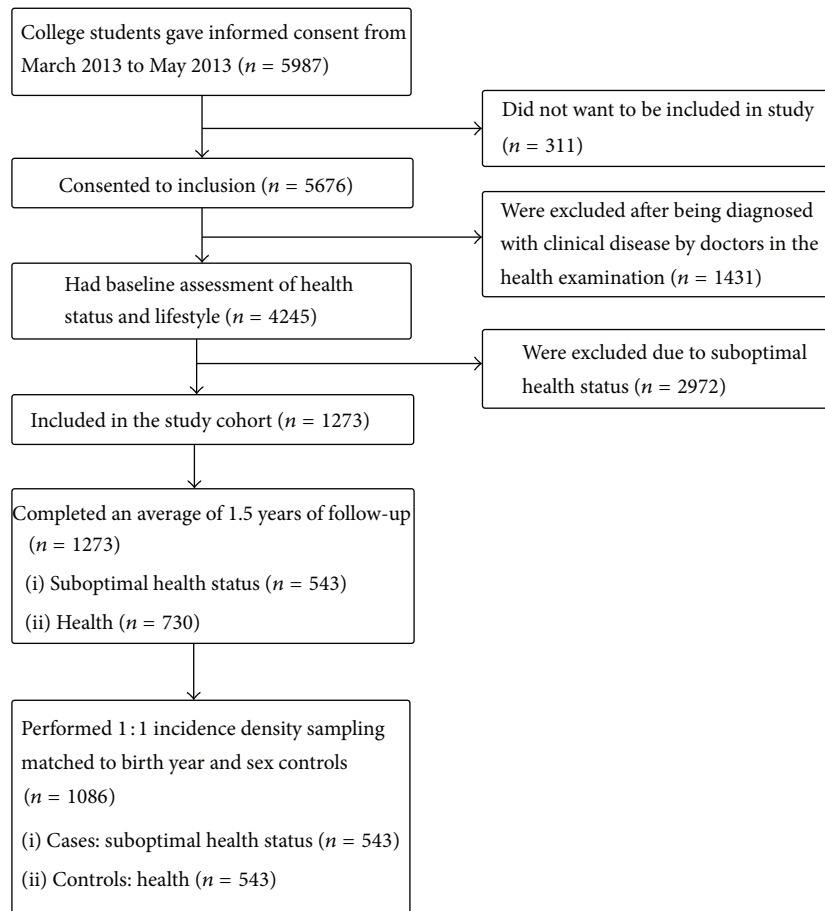 College students gave informed consent from
March 2013 to May 2013 (n = 5987)
Did not want to be included in study
(n = 311)
Consented to inclusion (n = 5676)
Were excluded after being diagnosed
with clinical disease by doctors in the
health examination (n = 1431)
Had baseline assessment of health
status and lifestyle (n = 4245)
Were excluded due to suboptimal
health status (n = 2972)
Included in the study cohort (n = 1273)
Completed an average of 1.5 years of follow-up
(n = 1273)
(i) Suboptimal health status (n = 543)
(ii) Health (n = 730)
Performed 1 : 1 incidence density sampling
matched to birth year and sex controls
(n = 1086)
(i) Cases: suboptimal health status (n = 543)
(ii) Controls: health (n = 543)